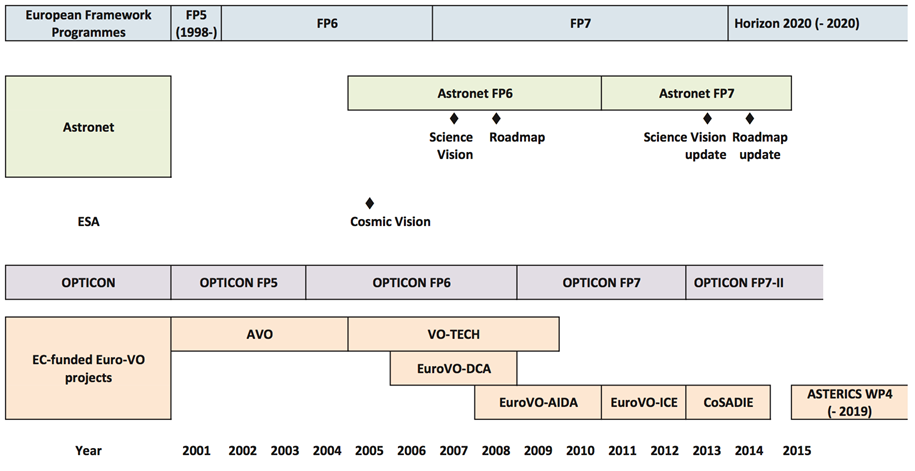 European Framework
Programmes
FP5
(1998-)
FP6
FP7
Horizon 2020 (- 2020)
Astronet
Astronet FP6
Astronet FP7
Science
Vision
Roadmap
Science Vision
update
Roadmap
update
ESA
Cosmic Vision
OPTICON
OPTICON FP5
OPTICON FP6
OPTICON FP7
OPTICON FP7-II
EC-funded Euro-VO
projects
AVO
VO-TECH
EuroVO-DCA
EuroVO-AIDA
EuroVO-ICE
CoSADIE
ASTERICS WP4
(- 2019)
Year
2001
2002
2003
2004
2005
2006
2007
2008
2009
2010
2011
2012
2013
2014
2015